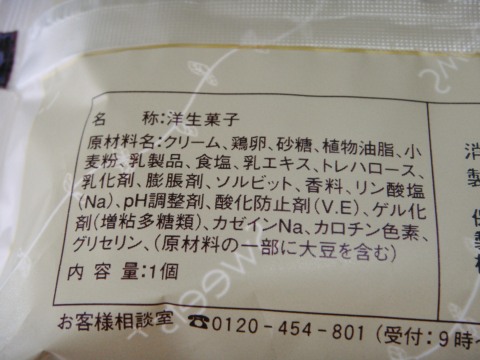 名 称:洋生菓子
原材料名:クリーム、鶏卵、砂糖、植物油脂、小
麦粉、乳製品、食塩、乳エキス、トレハロース、
乳化剤、膨脹剤、ソルビット、香料、リン酸塩
(Na)、pH調整剤、酸化防止剤(V.E)、ゲル化
剤(増粘多糖類)、カゼインNa、カロチン色素、
グリセリン、(原材料の一部に大豆を含む)
内 容 量:1個
お客様相談室 ☎0120-454-801 (受付:9時
消
製
Sweets